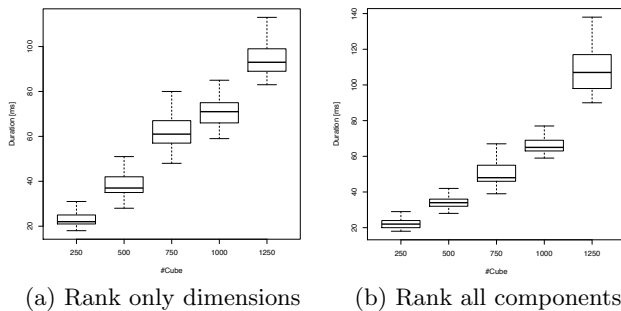 Duration [ms]
100
80
60
40
20
250 500 750 1000 1250
#Cube
(a) Rank only dimensions
Duration [ms]
140
120
100
80
60
40
20
250 500 750 1000 1250
#Cube
(b) Rank all components